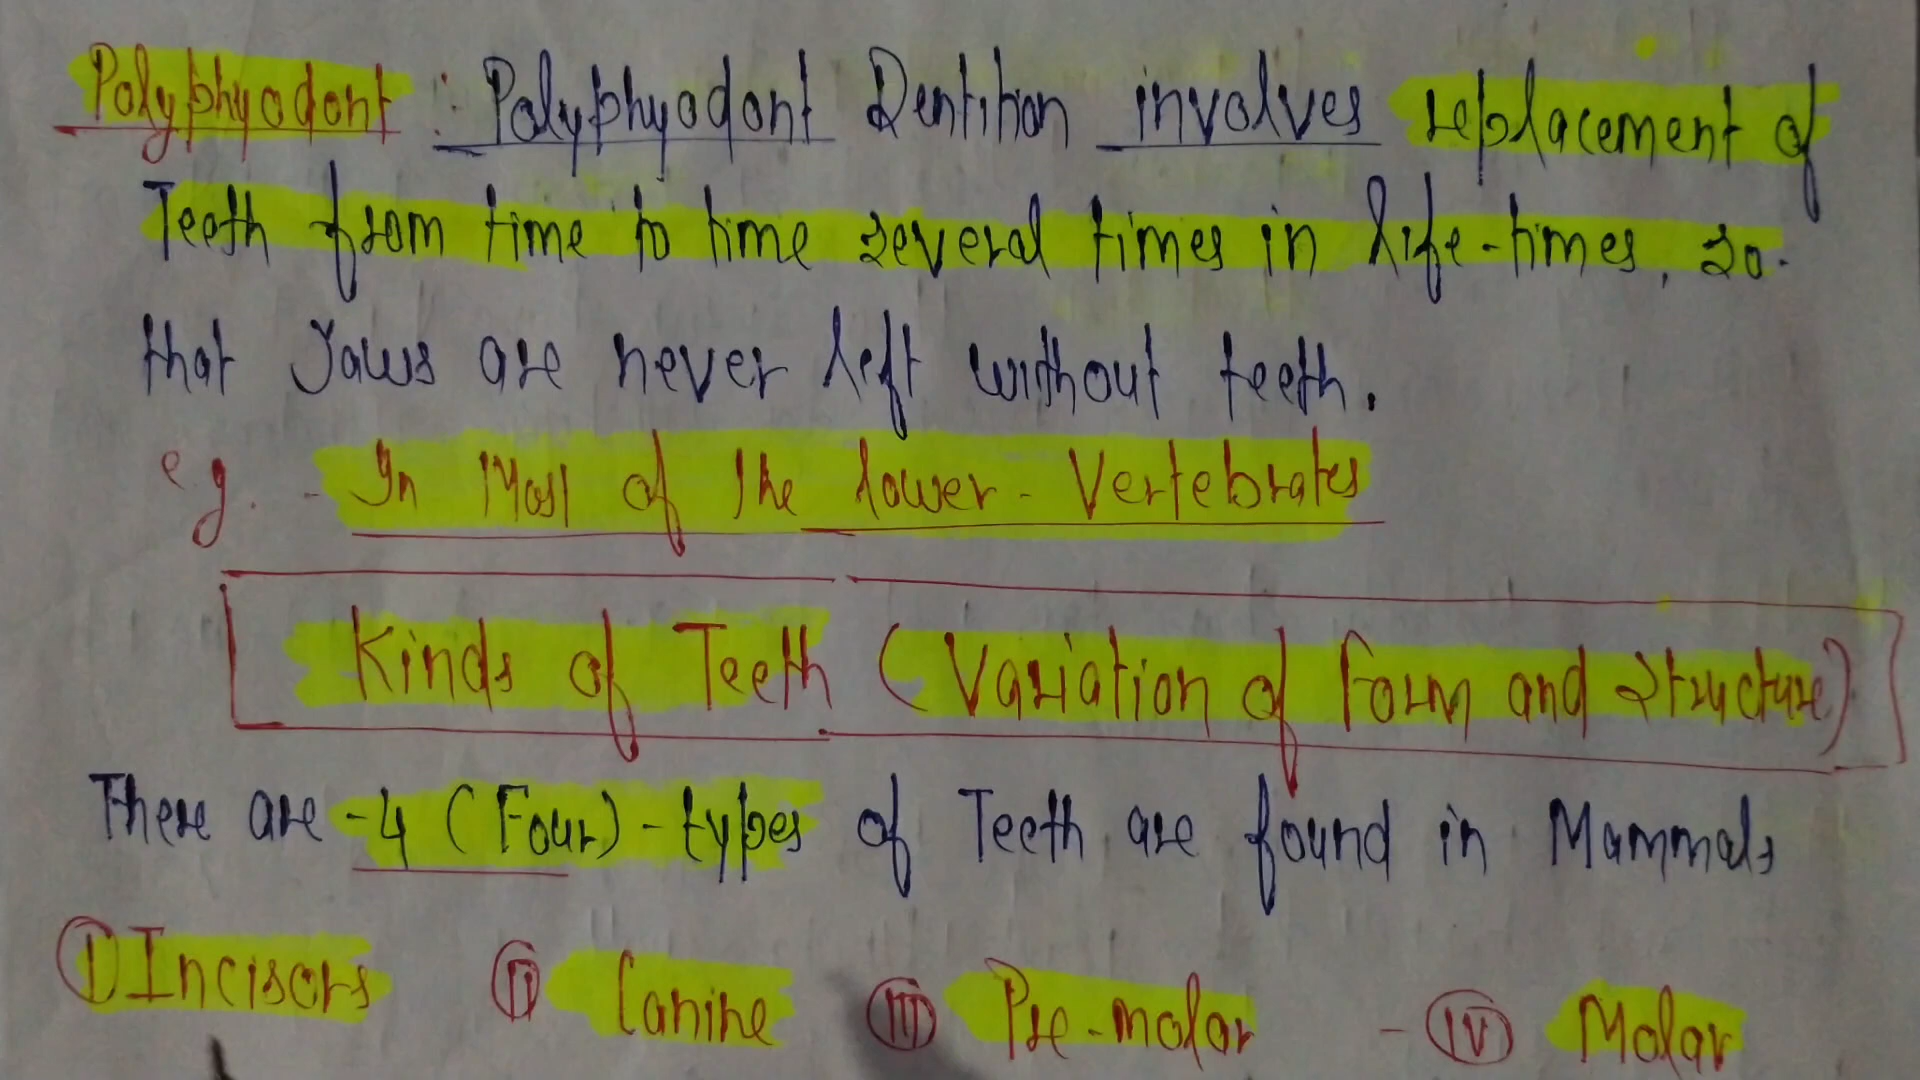 Polyphyodont : Polyphyodont Dentition involves replacement of
Teeth from time to time several times in life-times, so.
that Jaws are never left without teeth.
e.g. - In Most of the lower - Vertebrates
Kinds of Teeth (Variation of Form and Structure)
There are -4 (Four) - types of Teeth are found in Mammals
(I) Incisors (II) Canine (III) Pre-molar - (IV) Molar